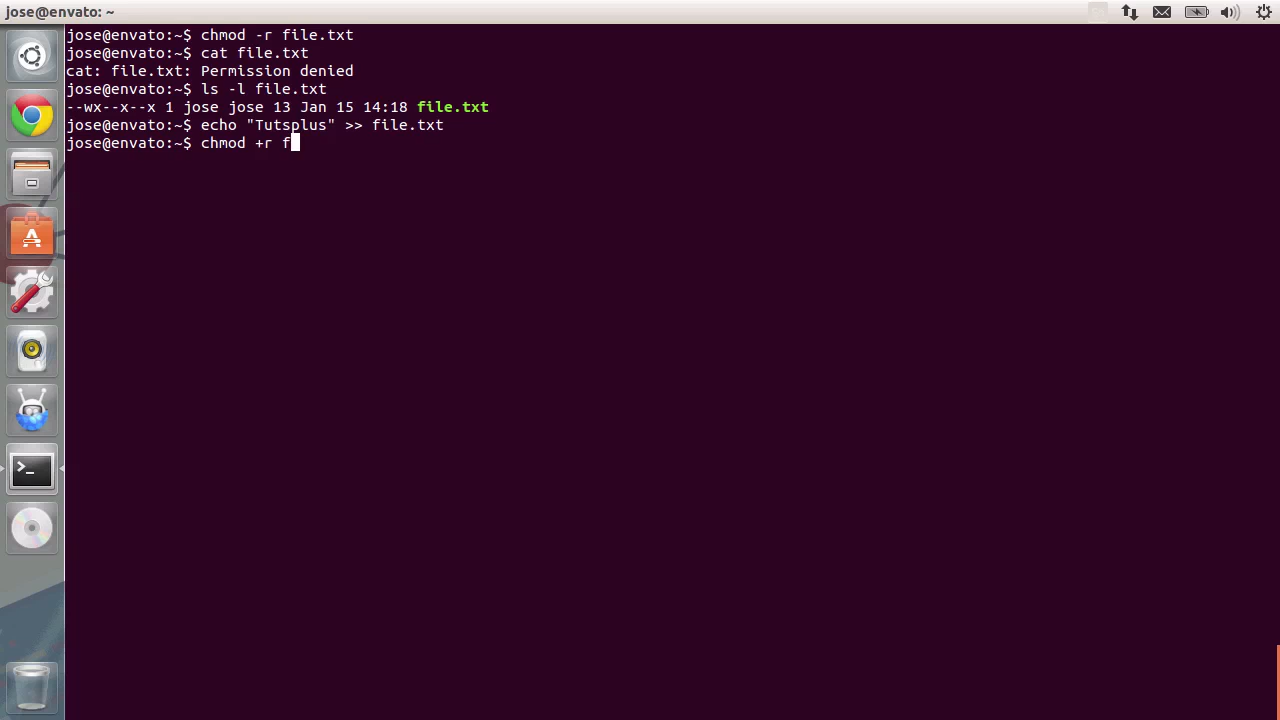 jose@envato: ~
jose@envato:~$ chmod -r file.txt
jose@envato:~$ cat file.txt
cat: file.txt: Permission denied
jose@envato:~$ ls -l file.txt
--wx--x--x 1 jose jose 13 Jan 15 14:18 file.txt
jose@envato:~$ echo "Tutsplus" >> file.txt
jose@envato:~$ chmod +r f